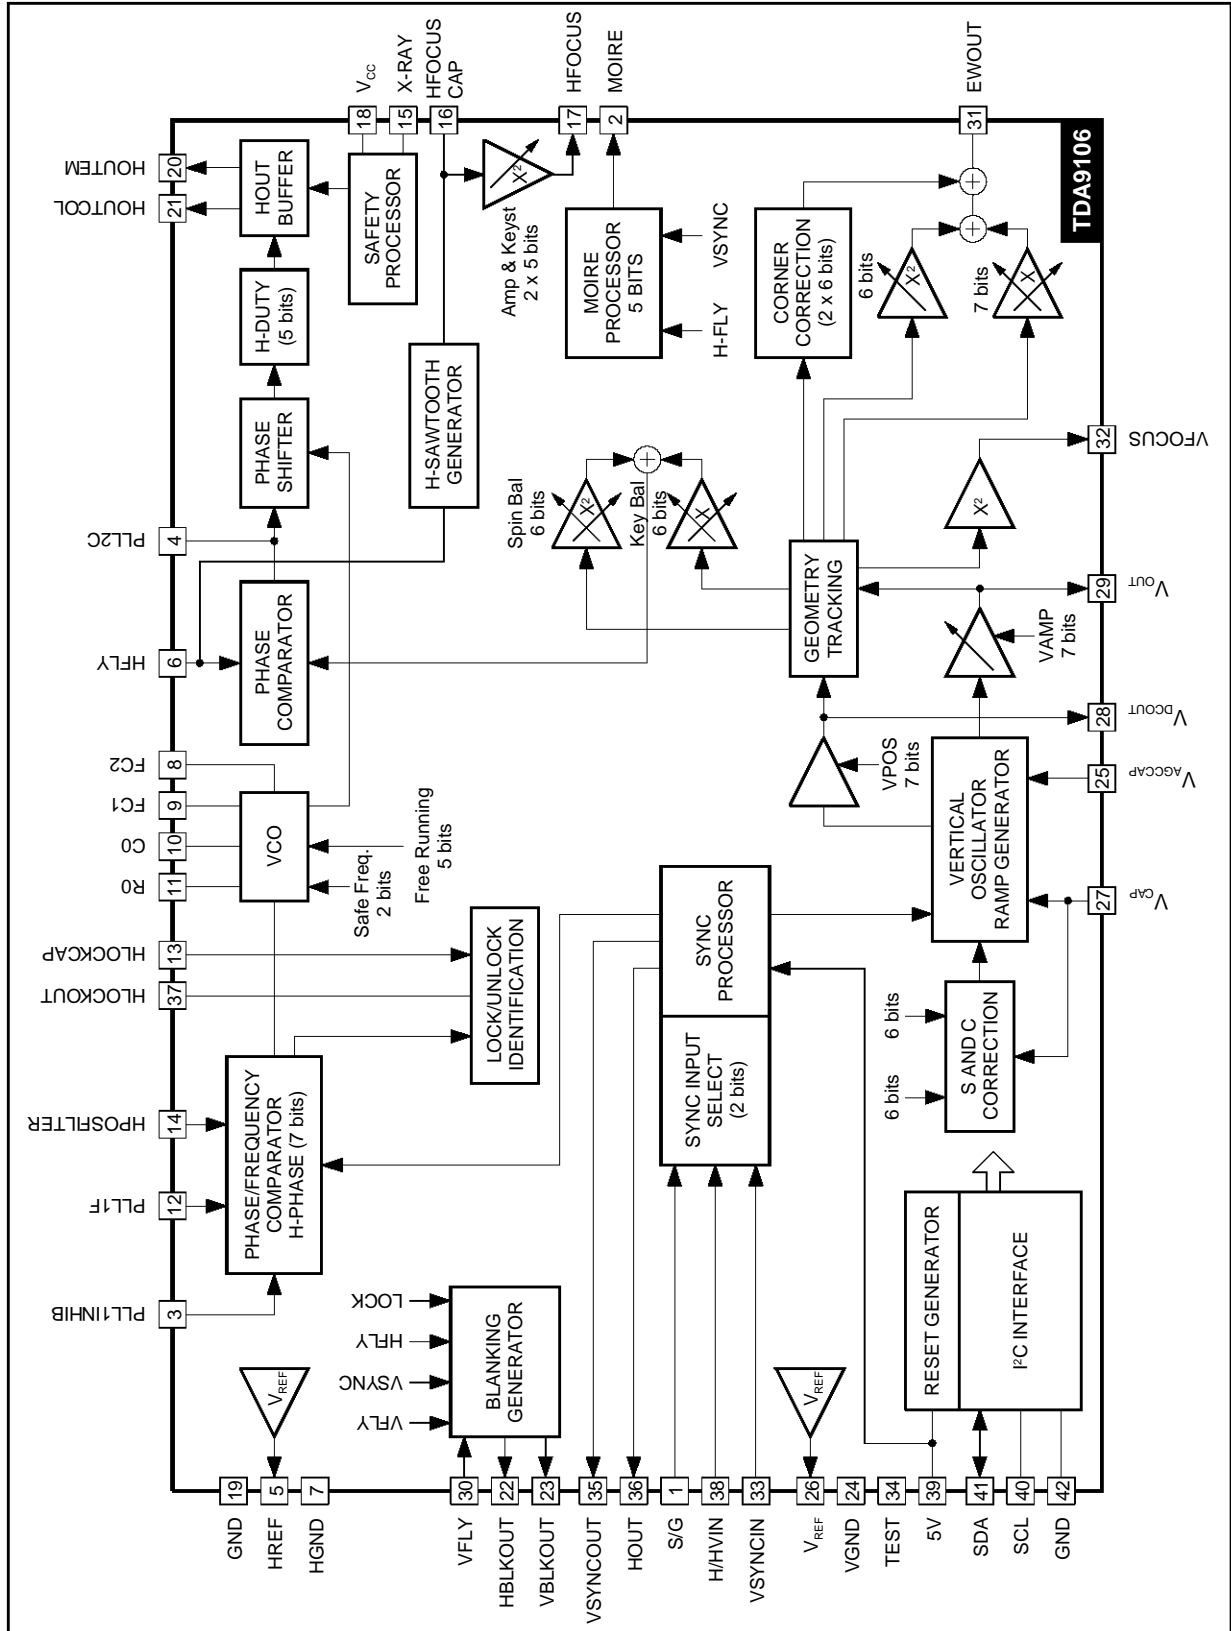 PLL1INHIB
3
PLL1F
12
HPOSFILTER
14
HLOCKOUT
37
HLOCKCAP
13
R0
11
C0
10
FC1
9
FC2
8
HFLY
6
PLL2C
4
HOUTCOL
21
HOUTEM
20
PHASE/FREQUENCY
COMPARATOR
H-PHASE (7 bits)
LOCK/UNLOCK
IDENTIFICATION
VCO
Safe Freq.
2 bits
Free Running
5 bits
PHASE
COMPARATOR
PHASE
SHIFTER
H-DUTY
(5 bits)
HOUT
BUFFER
SAFETY
PROCESSOR
18
VCC
15
X-RAY
16
HFOCUS
CAP
17
HFOCUS
2
MOIRE
31
EWOUT
H-SAWTOOTH
GENERATOR
X²
Amp & Keyst
2 x 5 bits
MOIRE
PROCESSOR
5 BITS
H-FLY
VSYNC
GND
19
HREF
5
VREF
HGND
7
VFLY
30
HBLKOUT
22
VBLKOUT
23
VSYNCOUT
35
HOUT
36
S/G
1
H/HVIN
38
VSYNCIN
33
VREF
26
VREF
VGND
24
TEST
34
5V
39
SDA
41
SCL
40
GND
42
VFLY
VSYNC
HFLY
LOCK
BLANKING
GENERATOR
SYNC INPUT
SELECT
(2 bits)
SYNC
PROCESSOR
Spin Bal
6 bits
X²
Key Bal
6 bits
X
+
CORNER
CORRECTION
(2 x 6 bits)
6 bits
X²
7 bits
X
+
+
GEOMETRY
TRACKING
VPOS
7 bits
VAMP
7 bits
X²
RESET GENERATOR
I²C INTERFACE
6 bits
6 bits
S AND C
CORRECTION
VERTICAL
OSCILLATOR
RAMP GENERATOR
27
VCAP
25
VAGCCAP
28
VDCOUT
29
VOUT
32
VFOCUS
TDA9106